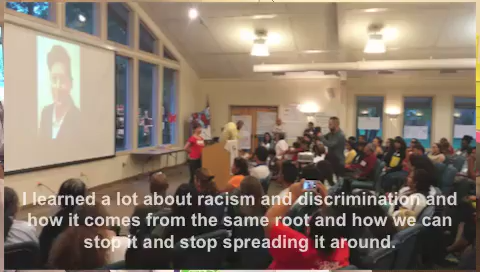 I learned a lot about racism and discrimination and
how it comes from the same root and how we can
stop it and stop spreading it around.